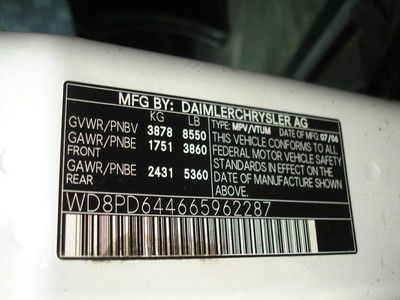 MFG BY: DAIMLERCHRYSLER AG
KG LB
GVWR/PNBV 3878 8550
GAWR/PNBE FRONT 1751 3860
GAWR/PNBE REAR 2431 5360
TYPE: MPV/VTUM DATE OF MFG: 07/06
THIS VEHICLE CONFORMS TO ALL
FEDERAL MOTOR VEHICLE SAFETY
STANDARDS IN EFFECT ON THE
DATE OF MANUFACTURE SHOWN
ABOVE.
WD8PD644665962287